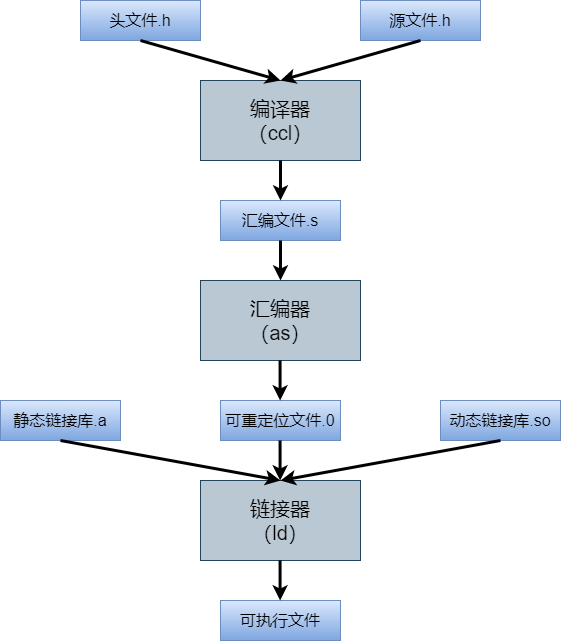 头文件.h
源文件.h
编译器
（ccl）
汇编文件.s
汇编器
（as）
静态链接库.a
可重定位文件.0
动态链接库.so
链接器
（ld）
可执行文件